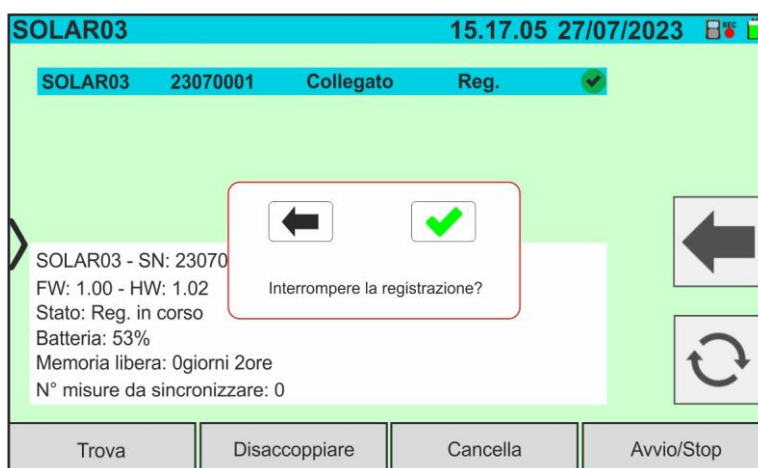 SOLAR03 15.17.05 27/07/2023 REC
SOLAR03 23070001 Collegato Reg.
Interrompere la registrazione?
SOLAR03 - SN: 23070
FW: 1.00 - HW: 1.02
Stato: Reg. in corso
Batteria: 53%
Memoria libera: 0giorni 2ore
N° misure da sincronizzare: 0
Trova Disaccoppiare Cancella Avvio/Stop